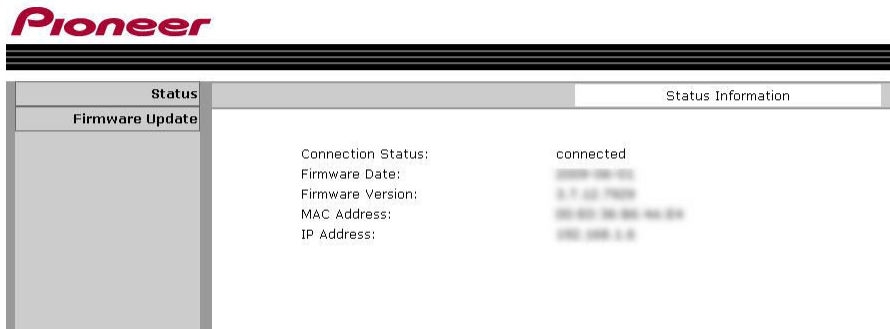 Pioneer
Status
Status Information
Firmware Update
Connection Status: connected
Firmware Date:
Firmware Version:
MAC Address:
IP Address: